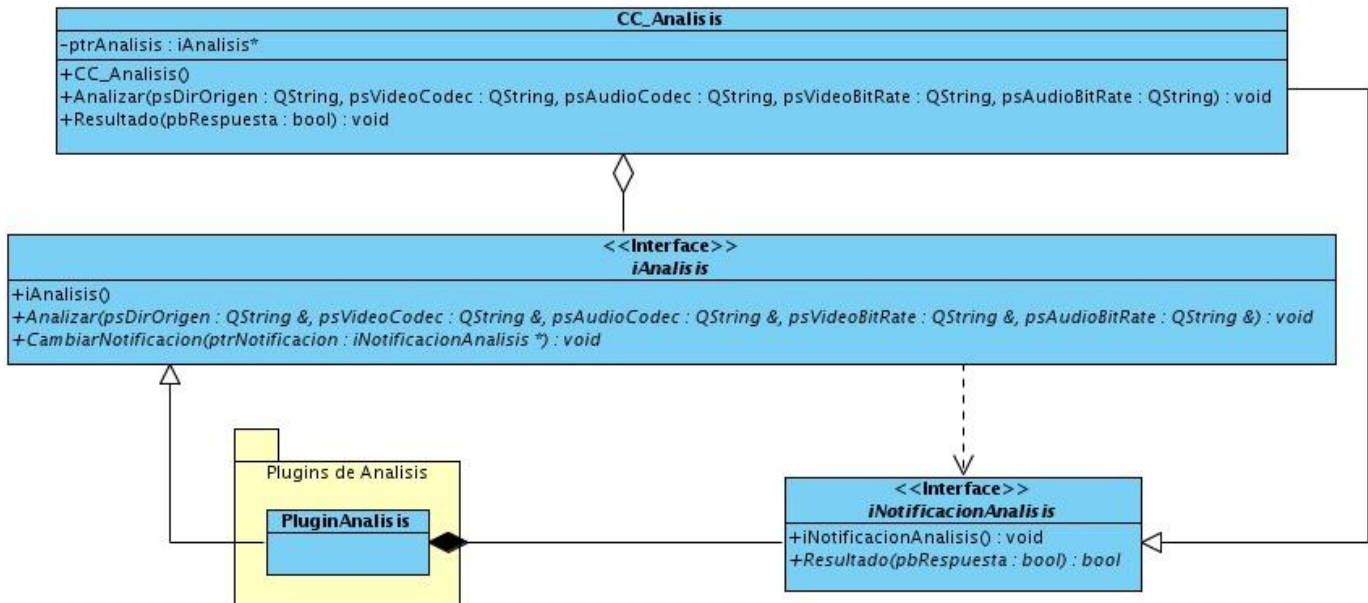 CC_Analisis
-ptrAnalisis : iAnalisis*
+CC_Analisis()
+Analizar(psDirOrigen : QString, psVideoCodec : QString, psAudioCodec : QString, psVideoBitRate : QString, psAudioBitRate : QString) : void
+Resultado(pbRespuesta : bool) : void
<<Interface>>
iAnalisis
+iAnalisis()
+Analizar(psDirOrigen : QString &, psVideoCodec : QString &, psAudioCodec : QString &, psVideoBitRate : QString &, psAudioBitRate : QString &) : void
+CambiarNotificacion(ptrNotificacion : iNotificacionAnalisis *) : void
Plugins de Analisis
PluginAnalisis
<<Interface>>
iNotificacionAnalisis
+iNotificacionAnalisis() : void
+Resultado(pbRespuesta : bool) : bool